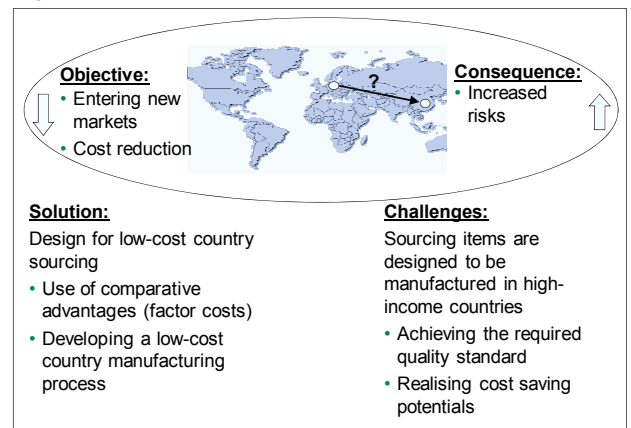 Objective:
• Entering new
markets
• Cost reduction
?
Consequence:
• Increased
risks
Solution:
Design for low-cost country
sourcing
• Use of comparative
advantages (factor costs)
• Developing a low-cost
country manufacturing
process
Challenges:
Sourcing items are
designed to be
manufactured in high-
income countries
• Achieving the required
quality standard
• Realising cost saving
potentials